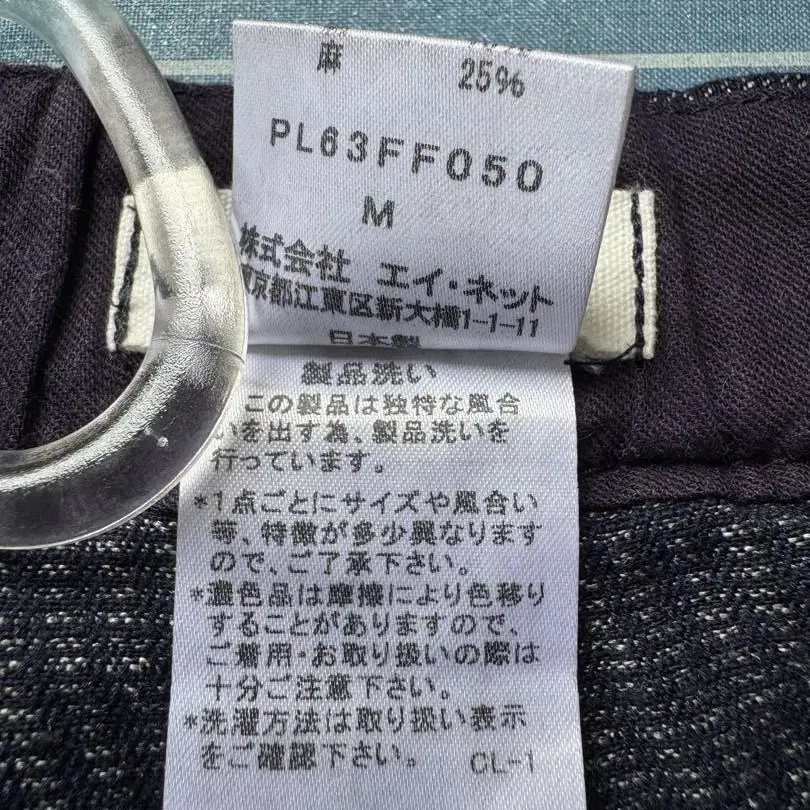 麻 25%
PL63FF050
M
株式会社 エイ・ネット
東京都江東区新大橋1-1-11
日本製
製品洗い
この製品は独特な風合
いを出す為、製品洗いを
行っています。
*1点ごとにサイズや風合い
等、特徴が多少異なります
ので、ご了承下さい。
*濃色品は摩擦により色移り
することがありますので、
ご着用・お取り扱いの際は
十分ご注意下さい。
*洗濯方法は取り扱い表示
をご確認下さい。 CL-1